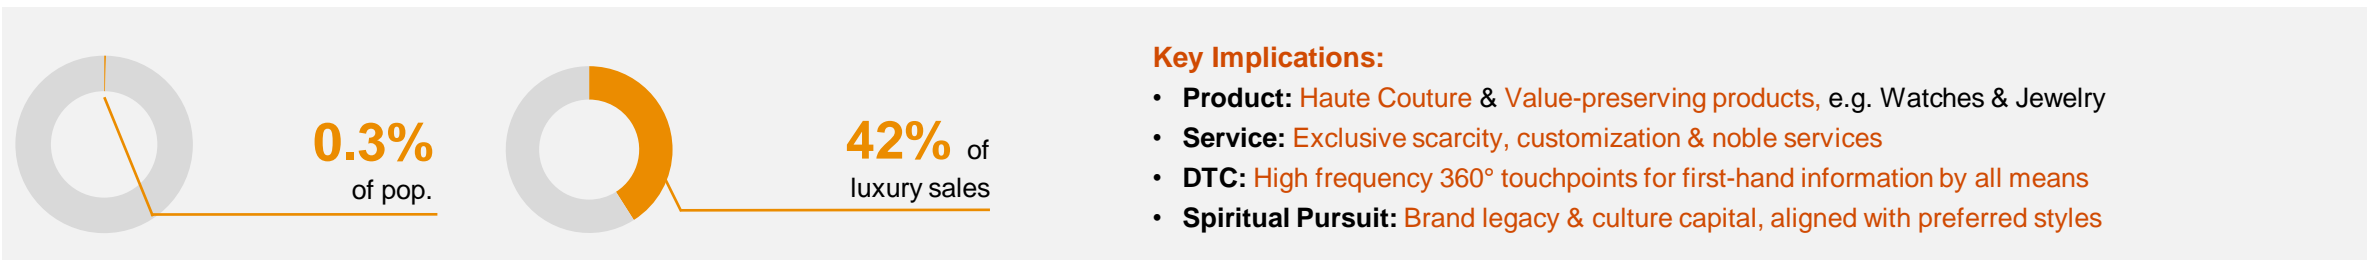 0.3%
of pop.
42% of
luxury sales
Key Implications:
• Product: Haute Couture & Value-preserving products, e.g. Watches & Jewelry
• Service: Exclusive scarcity, customization & noble services
• DTC: High frequency 360° touchpoints for first-hand information by all means
• Spiritual Pursuit: Brand legacy & culture capital, aligned with preferred styles